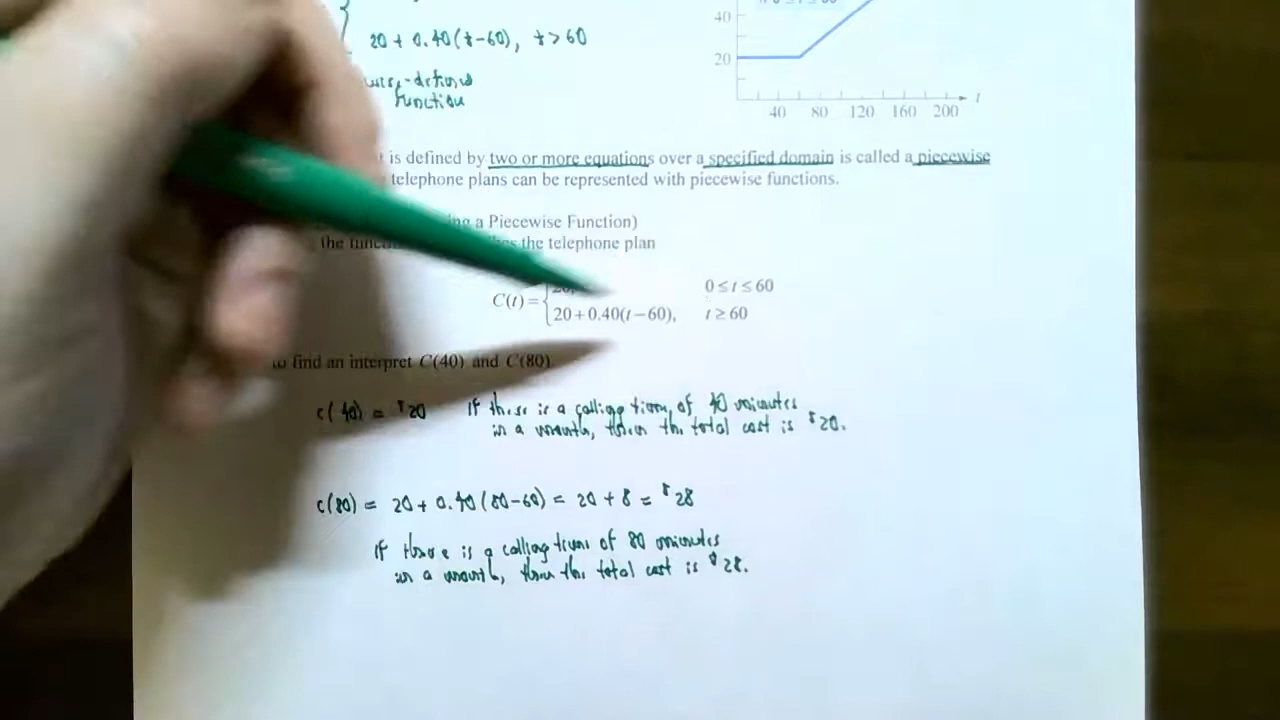 40
20 + 0.40(t-60), t>60
20
function
40 80 120 160 200 t
is defined by two or more equations over a specified domain is called a piecewise
telephone plans can be represented with piecewise functions.
a Piecewise Function)
the the telephone plan
0 ≤ t ≤ 60
C(t) =
20+0.40(t−60), t ≥ 60
to find an interpret C(40) and C(80).
C(40) = $20 If there is a calling time of 40 minutes
in a month, then the total cost is $20.
C(80) = 20 + 0.40(80-60) = 20 + 8 = $28
If there is a calling time of 80 minutes
in a month, then the total cost is $28.